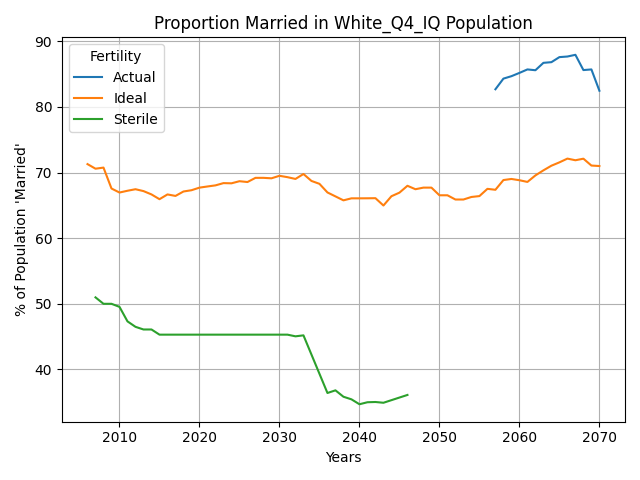 Proportion Married in White_Q4_IQ Population
Fertility
Actual
Ideal
Sterile
% of Population 'Married'
90
80
70
60
50
40
2010 2020 2030 2040 2050 2060 2070
Years